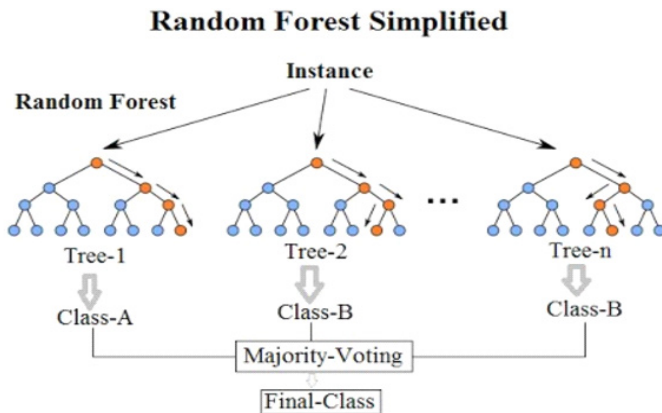 Random Forest Simplified
Instance
Random Forest
...
Tree-1
Tree-2
Tree-n
Class-A
Class-B
Class-B
Majority-Voting
Final-Class